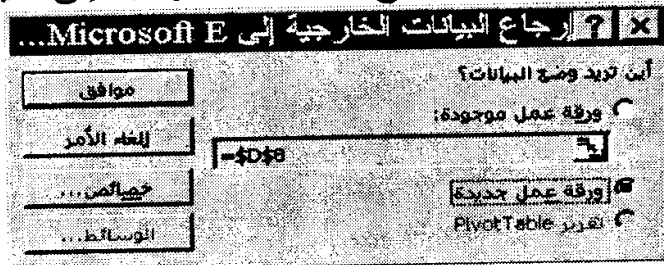 إرجاع البيانات الخارجية إلى Microsoft E...
أين تريد وضع البيانات؟
ورقة عمل موجودة:
=$D$8
ورقة عمل جديدة
تقرير PivotTable
موافق
إلغاء الأمر
خصائص...
الوسائط...